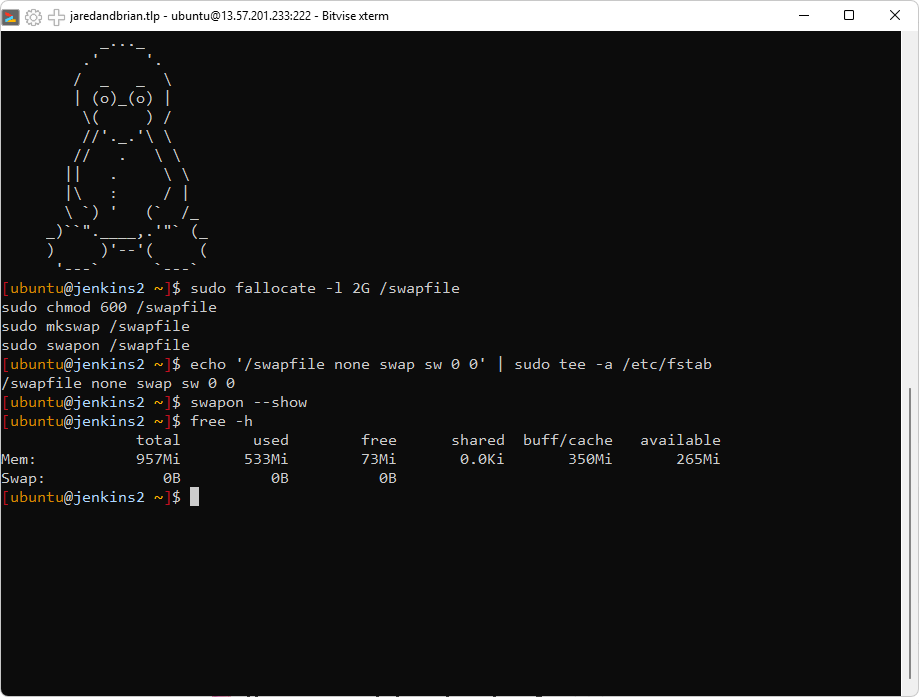 jaredandbrian.tlp - ubuntu@13.57.201.233:222 - Bitvise xterm
[ubuntu@jenkins2 ~]$ sudo fallocate -l 2G /swapfile
sudo chmod 600 /swapfile
sudo mkswap /swapfile
sudo swapon /swapfile
[ubuntu@jenkins2 ~]$ echo '/swapfile none swap sw 0 0' | sudo tee -a /etc/fstab
/swapfile none swap sw 0 0
[ubuntu@jenkins2 ~]$ swapon --show
[ubuntu@jenkins2 ~]$ free -h
               total        used        free      shared  buff/cache   available
Mem:           957Mi       533Mi        73Mi       0.0Ki       350Mi       265Mi
Swap:             0B          0B          0B
[ubuntu@jenkins2 ~]$